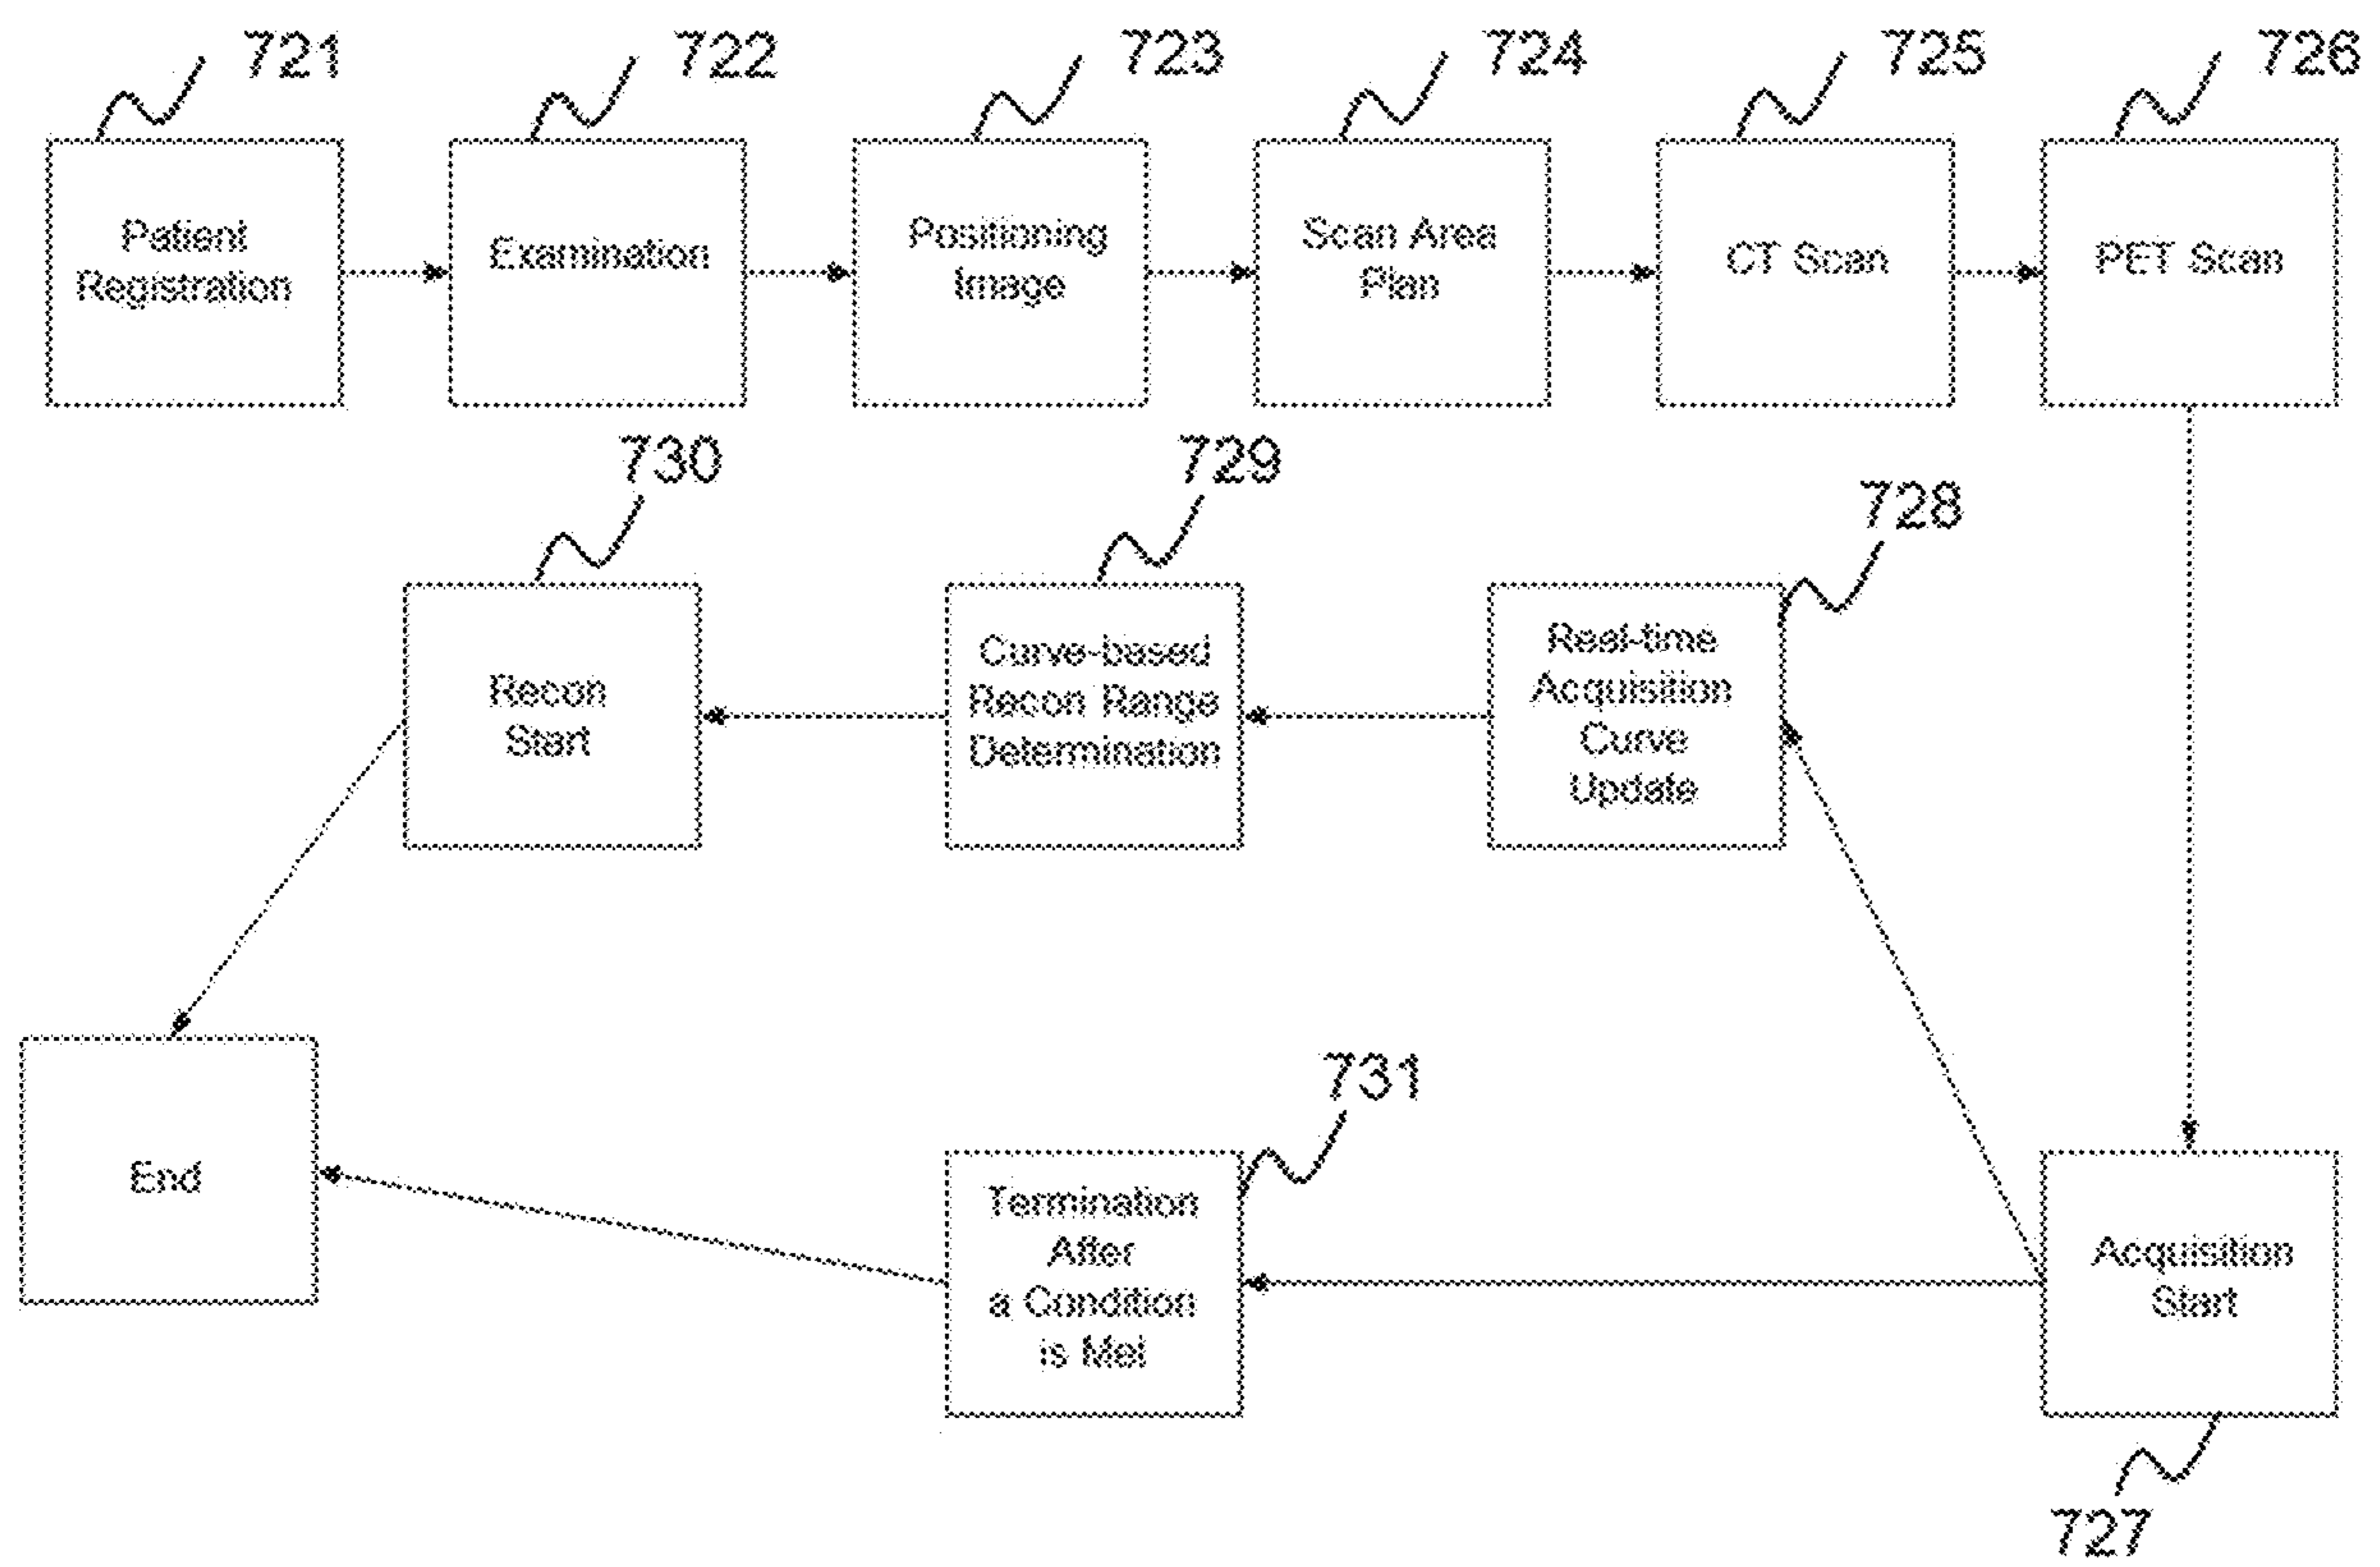 721
722
723
724
725
726
Patient
Registration
Examination
Positioning
Image
Scan Area
Plan
CT Scan
PET Scan
730
729
728
Recon
Start
Curve-based
Recon Range
Determination
Real-time
Acquisition
Curve
Update
731
End
Termination
After
a Condition
is Met
Acquisition
Start
727